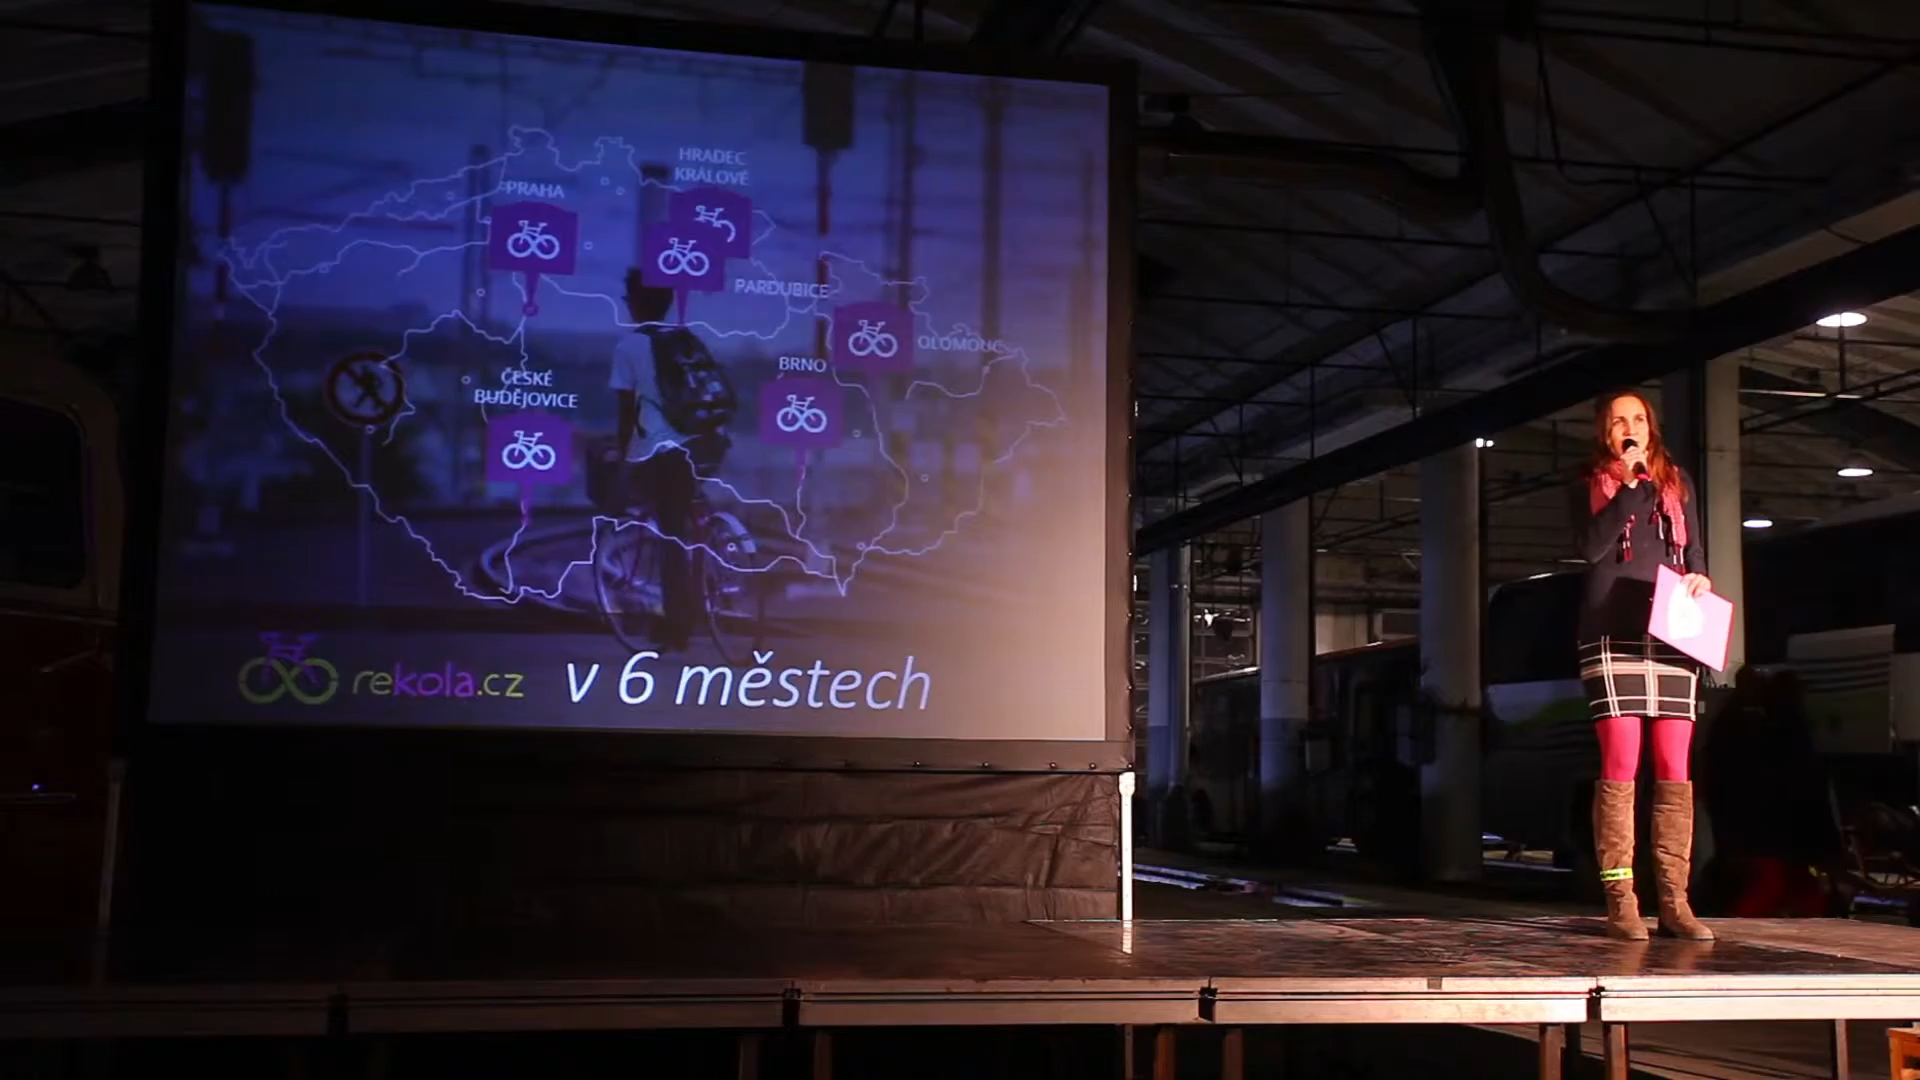 HRADEC
KRÁLOVÉ
PRAHA
PARDUBICE
OLOMOUC
BRNO
ČESKÉ
BUDĚJOVICE
rekola.cz v 6 městech